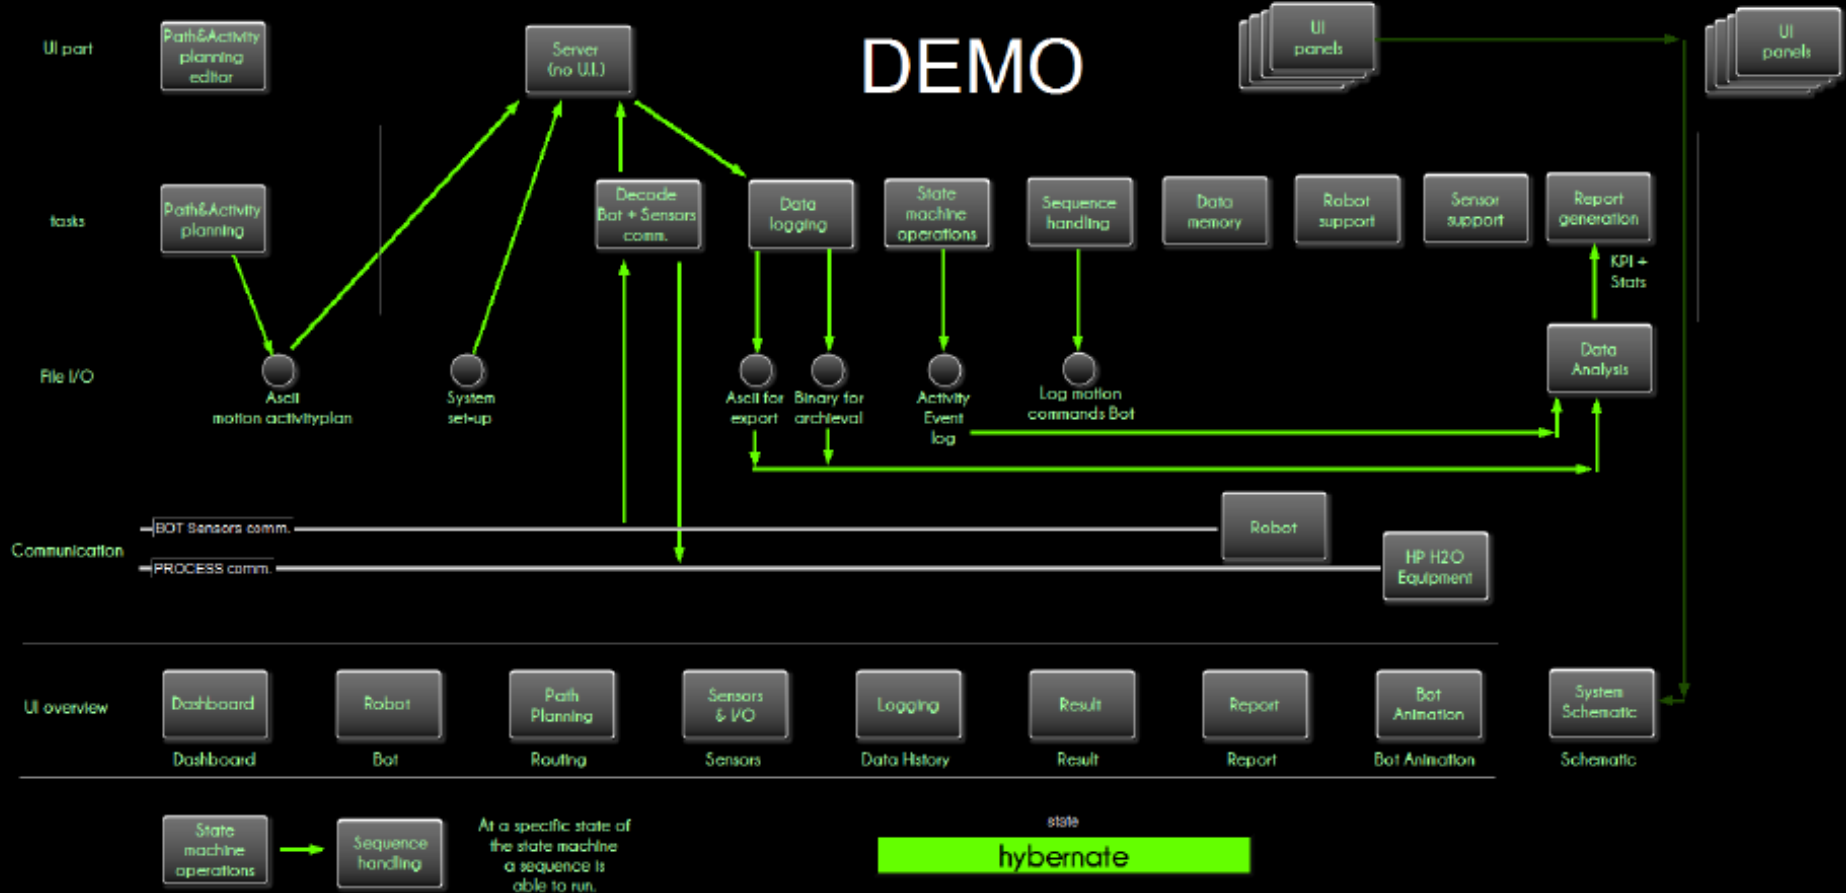 UI part
Path&Activity
planning
editor
Server
(no U.I.)
DEMO
UI
panels
UI
panels
tasks
Path&Activity
planning
Decode
Bot + Sensors
comm.
Data
logging
State
machine
operations
Sequence
handling
Data
memory
Robot
support
Sensor
support
Report
generation
KPI +
Stats
File I/O
Ascii
motion activityplan
System
set-up
Ascii for
export
Binary for
archieval
Activity
Event
log
Log motion
commands Bot
Data
Analysis
Communication
BOT Sensors comm.
PROCESS comm.
Robot
HP H2O
Equipment
UI overview
Dashboard
Dashboard
Robot
Bot
Path
Planning
Routing
Sensors
& I/O
Sensors
Logging
Data History
Result
Result
Report
Report
Bot
Animation
Bot Animation
System
Schematic
Schematic
State
machine
operations
Sequence
handling
At a specific state of
the state machine
a sequence is
able to run.
state
hybernate